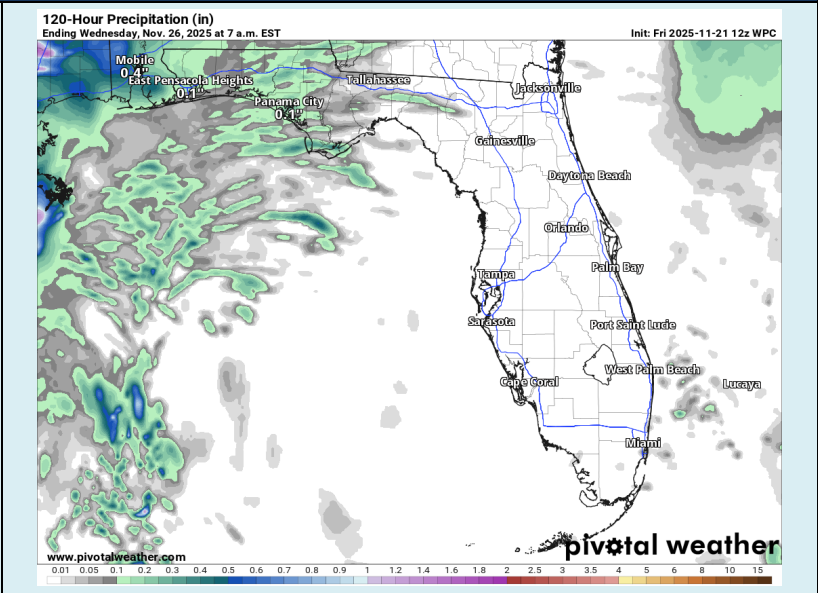 120-Hour Precipitation (in)
Ending Wednesday, Nov. 26, 2025 at 7 a.m. EST
Init: Fri 2025-11-21 12z WPC
Mobile
0.4"
East Pensacola Heights
0.1"
Tallahassee
Panama City
0.1"
Jacksonville
Gainesville
Daytona Beach
Orlando
Palm Bay
Tampa
Sarasota
Port Saint Lucie
West Palm Beach
Cape Coral
Lucaya
Miami
www.pivotalweather.com
pivotal weather
0.01 0.05 0.1 0.2 0.3 0.4 0.5 0.6 0.7 0.8 0.9 1 1.2 1.4 1.6 1.8 2 2.5 3 3.5 4 5 6 8 10 15